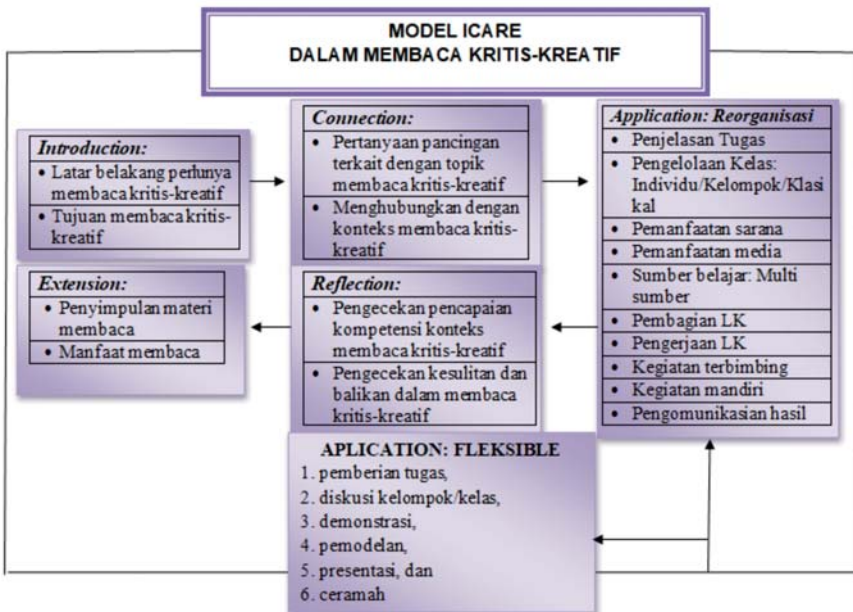 MODEL ICARE
DALAM MEMBACA KRITIS-KREATIF
Introduction:
• Latar belakang perlunya
membaca kritis-kreatif
• Tujuan membaca kritis-
kreatif
Connection:
• Pertanyaan pancingan
terkait dengan topik
membaca kritis-kreatif
• Menghubungkan dengan
konteks membaca kritis-
kreatif
Application: Reorganisasi
• Penjelasan Tugas
• Pengelolaan Kelas:
Individu/Kelompok/Klasi
kal
• Pemanfaatan sarana
• Pemanfaatan media
• Sumber belajar: Multi
sumber
• Pembagian LK
• Pengerjaan LK
• Kegiatan terbimbing
• Kegiatan mandiri
• Pengomunikasian hasil
Reflection:
• Pengecekan pencapaian
kompetensi konteks
membaca kritis-kreatif
• Pengecekan kesulitan dan
balikan dalam membaca
kritis-kreatif
Extension:
• Penyimpulan materi
membaca
• Manfaat membaca
APLICATION: FLEKSIBLE
1. pemberian tugas,
2. diskusi kelompok/kelas,
3. demonstrasi,
4. pemodelan,
5. presentasi, dan
6. ceramah